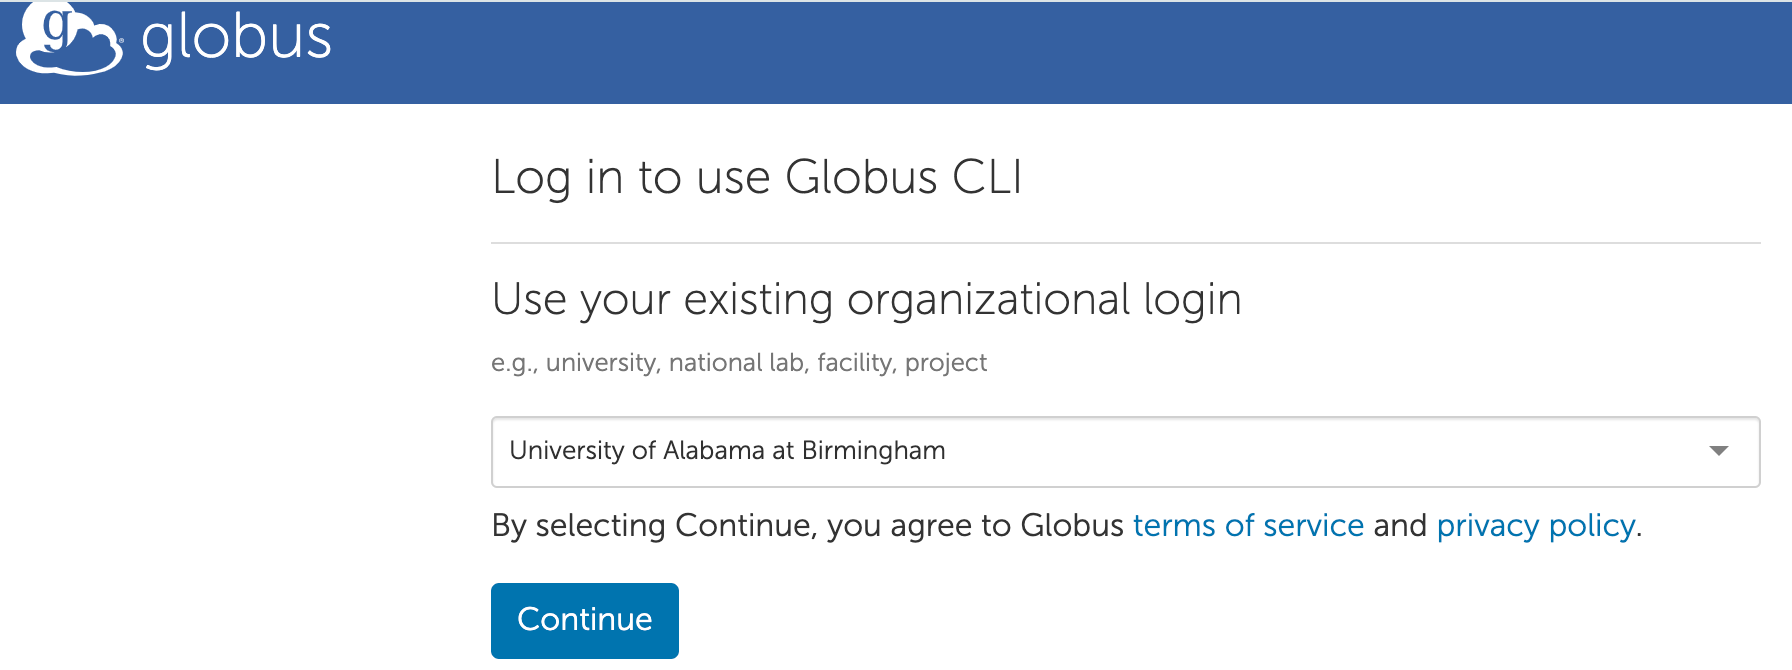 g globus
Log in to use Globus CLI
Use your existing organizational login
e.g., university, national lab, facility, project
University of Alabama at Birmingham
By selecting Continue, you agree to Globus terms of service and privacy policy.
Continue